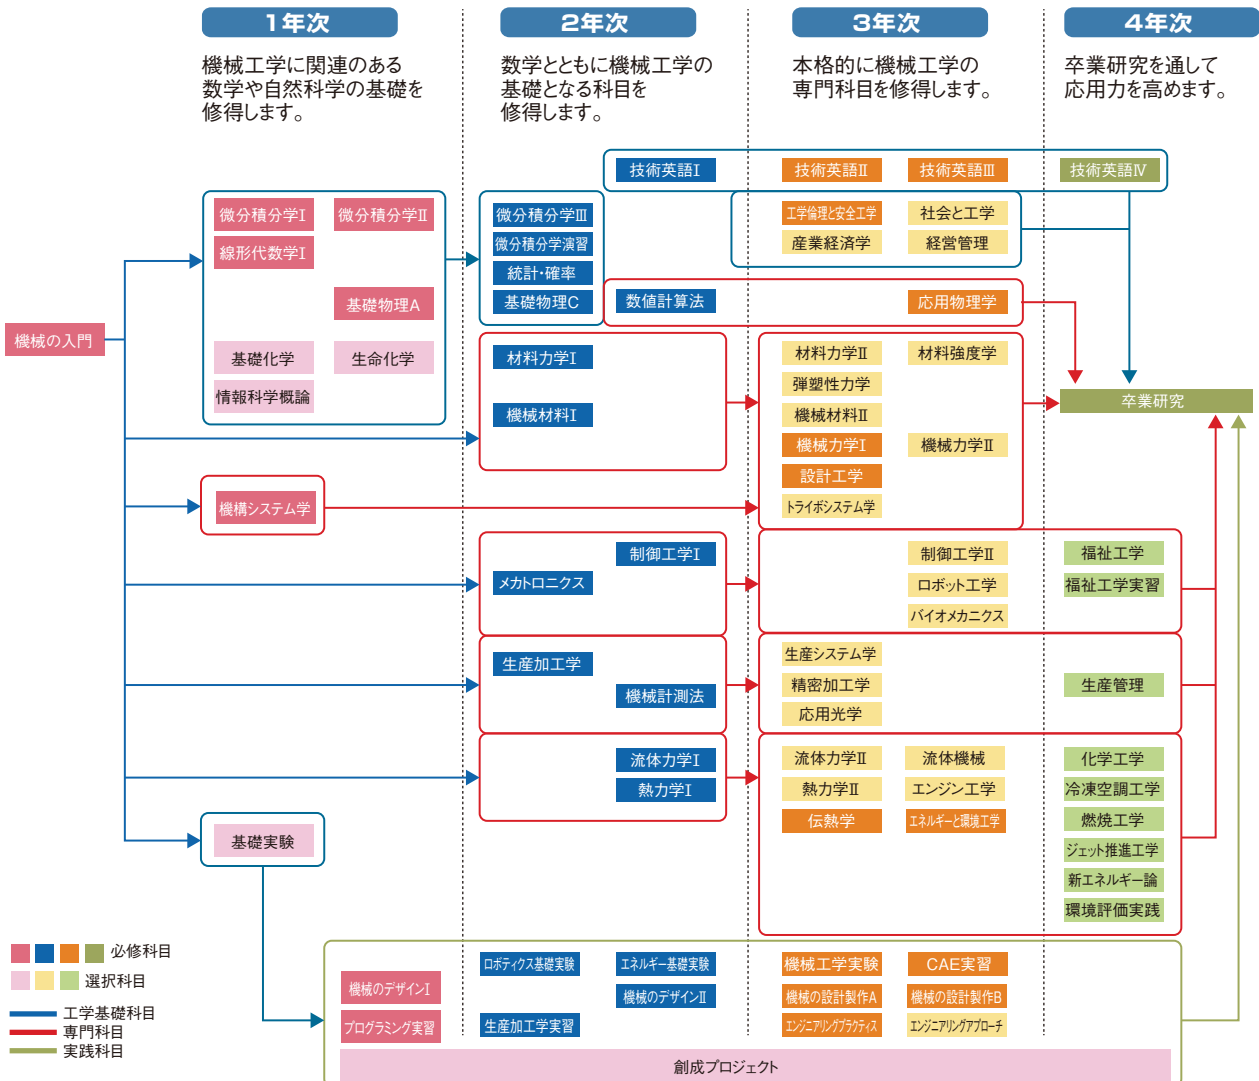 1年次
2年次
3年次
4年次
機械工学に関連のある
数学や自然科学の基礎を
修得します。
数学とともに機械工学の
基礎となる科目を
修得します。
本格的に機械工学の
専門科目を修得します。
卒業研究を通して
応用力を高めます。
技術英語Ⅰ
技術英語Ⅱ
技術英語Ⅲ
技術英語Ⅳ
機械の入門
微分積分学Ⅰ
微分積分学Ⅱ
線形代数学Ⅰ
基礎物理A
基礎化学
生命化学
情報科学概論
微分積分学Ⅲ
微分積分学演習
統計・確率
基礎物理C
工学倫理と安全工学
社会と工学
産業経済学
経営管理
数値計算法
応用物理学
材料力学Ⅰ
機械材料Ⅰ
材料力学Ⅱ
材料強度学
弾塑性力学
機械材料Ⅱ
機械力学Ⅰ
機械力学Ⅱ
設計工学
トライボシステム学
卒業研究
機構システム学
制御工学Ⅰ
メカトロニクス
制御工学Ⅱ
ロボット工学
バイオメカニクス
福祉工学
福祉工学実習
生産加工学
機械計測法
生産システム学
精密加工学
応用光学
生産管理
流体力学Ⅰ
熱力学Ⅰ
流体力学Ⅱ
流体機械
熱力学Ⅱ
エンジン工学
伝熱学
エネルギーと環境工学
化学工学
冷凍空調工学
燃焼工学
ジェット推進工学
新エネルギー論
環境評価実践
基礎実験
機械のデザインⅠ
プログラミング実習
ロボティクス基礎実験
エネルギー基礎実験
機械のデザインⅡ
生産加工学実習
機械工学実験
CAE実習
機械の設計製作A
機械の設計製作B
エンジニアリングプラクティス
エンジニアリングアプローチ
創成プロジェクト
必修科目
選択科目
工学基礎科目
専門科目
実践科目